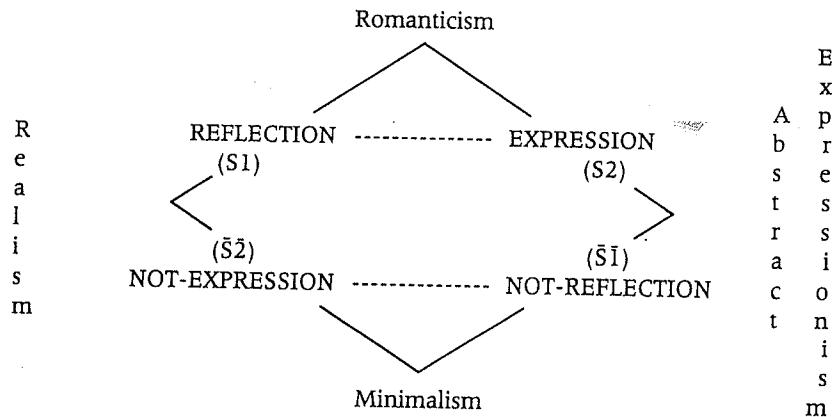 Romanticism
REFLECTION EXPRESSION
(S1) (S2)
(S̄2̄) (S̄1̄)
NOT-EXPRESSION NOT-REFLECTION
Minimalism
Realism
Abstract
Expressionism